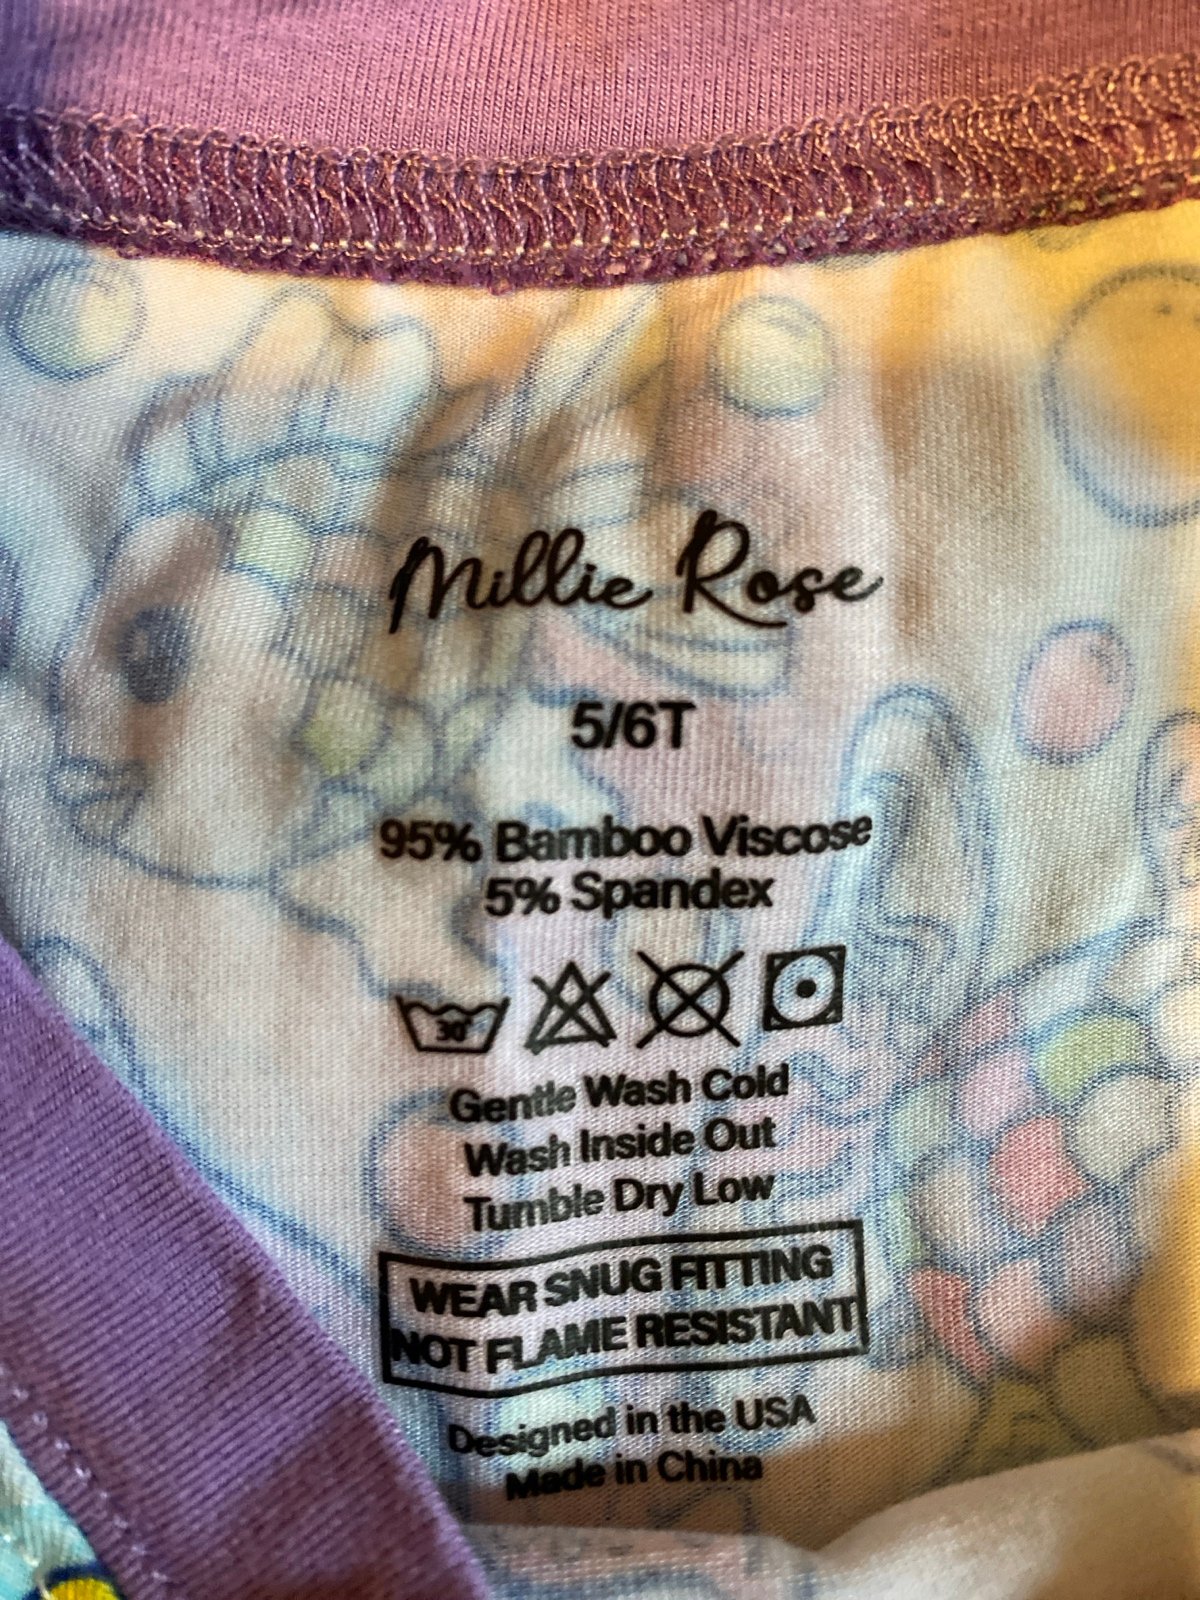 Millie Rose
5/6T
95% Bamboo Viscose
5% Spandex
30°
Gentle Wash Cold
Wash Inside Out
Tumble Dry Low
WEAR SNUG FITTING
NOT FLAME RESISTANT
Designed in the USA
Made in China